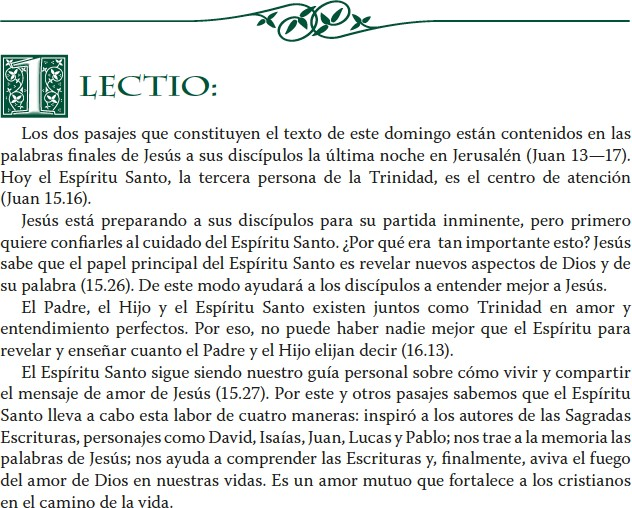 1 LECTIO:
Los dos pasajes que constituyen el texto de este domingo están contenidos en las
palabras finales de Jesús a sus discípulos la última noche en Jerusalén (Juan 13—17).
Hoy el Espíritu Santo, la tercera persona de la Trinidad, es el centro de atención
(Juan 15.16).
Jesús está preparando a sus discípulos para su partida inminente, pero primero
quiere confiarles al cuidado del Espíritu Santo. ¿Por qué era tan importante esto? Jesús
sabe que el papel principal del Espíritu Santo es revelar nuevos aspectos de Dios y de
su palabra (15.26). De este modo ayudará a los discípulos a entender mejor a Jesús.
El Padre, el Hijo y el Espíritu Santo existen juntos como Trinidad en amor y
entendimiento perfectos. Por eso, no puede haber nadie mejor que el Espíritu para
revelar y enseñar cuanto el Padre y el Hijo elijan decir (16.13).
El Espíritu Santo sigue siendo nuestro guía personal sobre cómo vivir y compartir
el mensaje de amor de Jesús (15.27). Por este y otros pasajes sabemos que el Espíritu
Santo lleva a cabo esta labor de cuatro maneras: inspiró a los autores de las Sagradas
Escrituras, personajes como David, Isaías, Juan, Lucas y Pablo; nos trae a la memoria las
palabras de Jesús; nos ayuda a comprender las Escrituras y, finalmente, aviva el fuego
del amor de Dios en nuestras vidas. Es un amor mutuo que fortalece a los cristianos
en el camino de la vida.